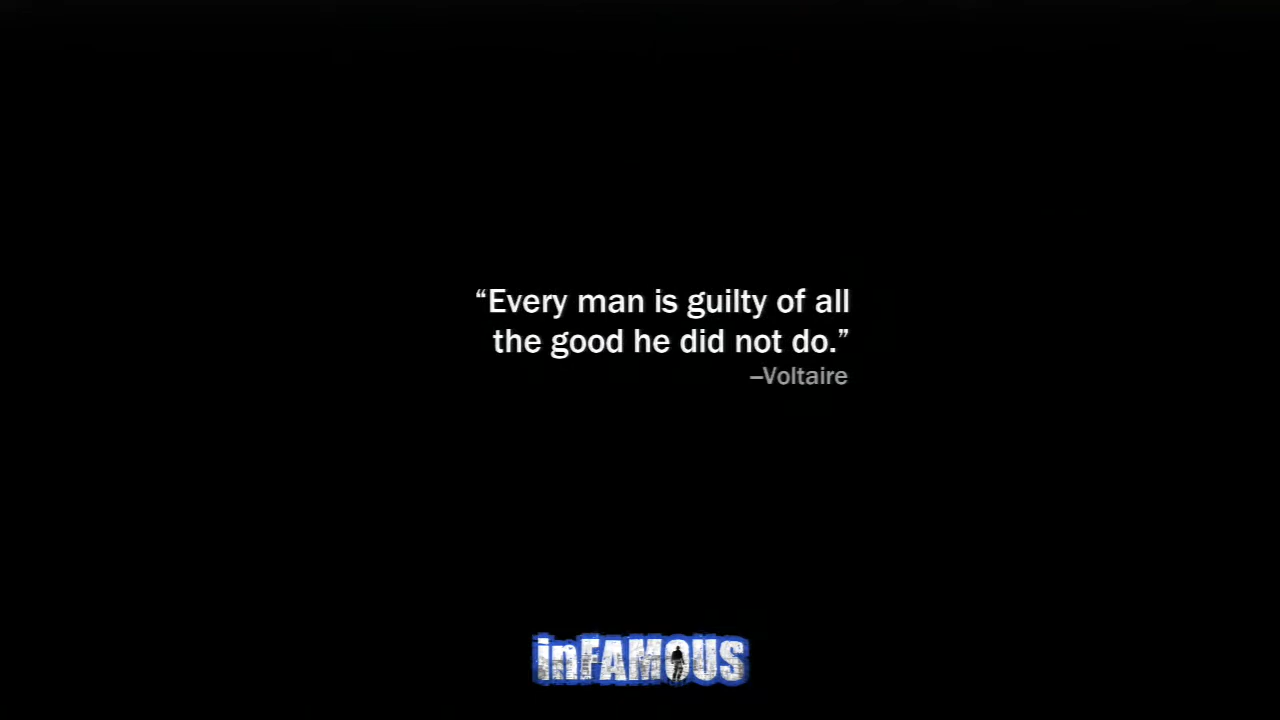 “Every man is guilty of all
the good he did not do.”
–Voltaire
inFAMOUS